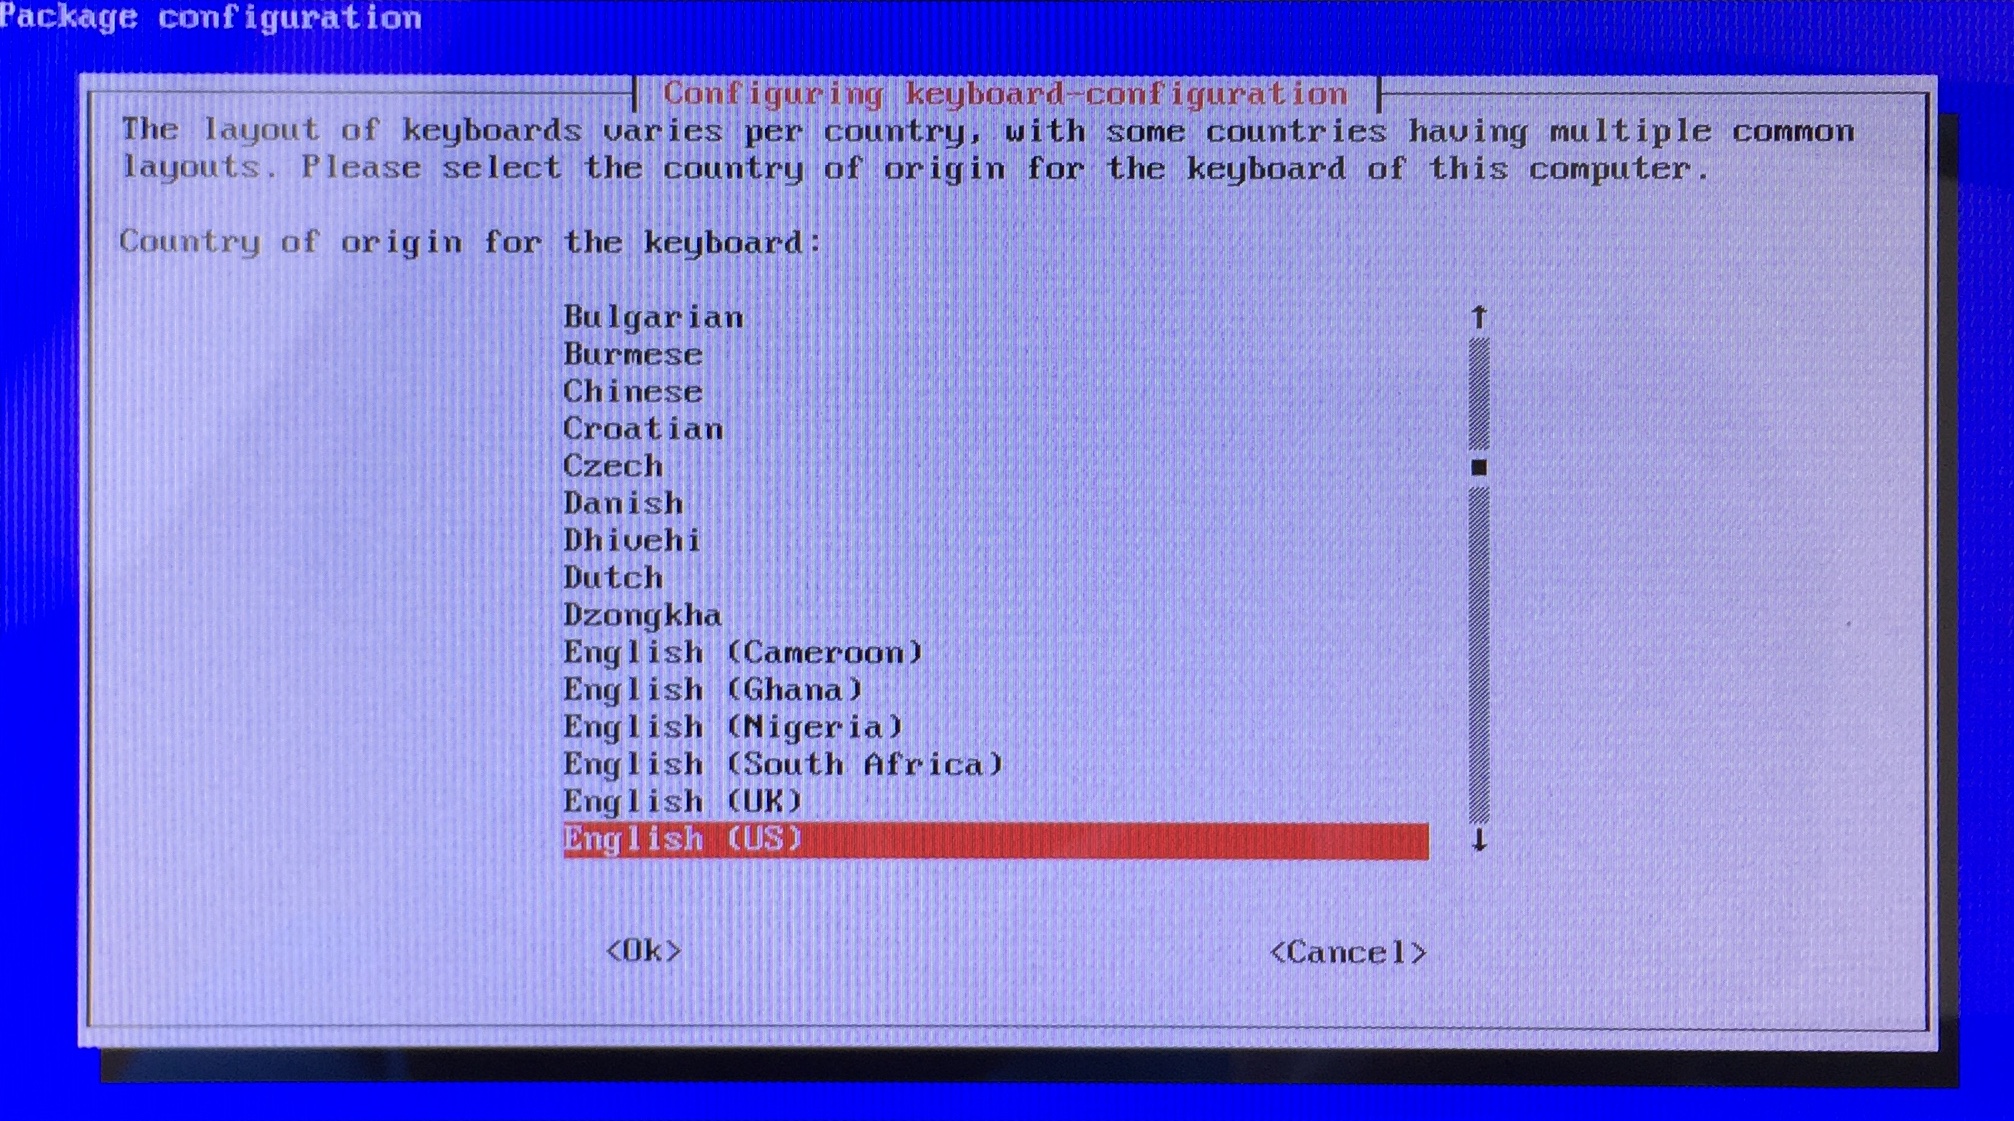 Package configuration
Configuring keyboard-configuration
The layout of keyboards varies per country, with some countries having multiple common
layouts. Please select the country of origin for the keyboard of this computer.
Country of origin for the keyboard:
Bulgarian
Burmese
Chinese
Croatian
Czech
Danish
Dhivehi
Dutch
Dzongkha
English (Cameroon)
English (Ghana)
English (Nigeria)
English (South Africa)
English (UK)
English (US)
<Ok> <Cancel>